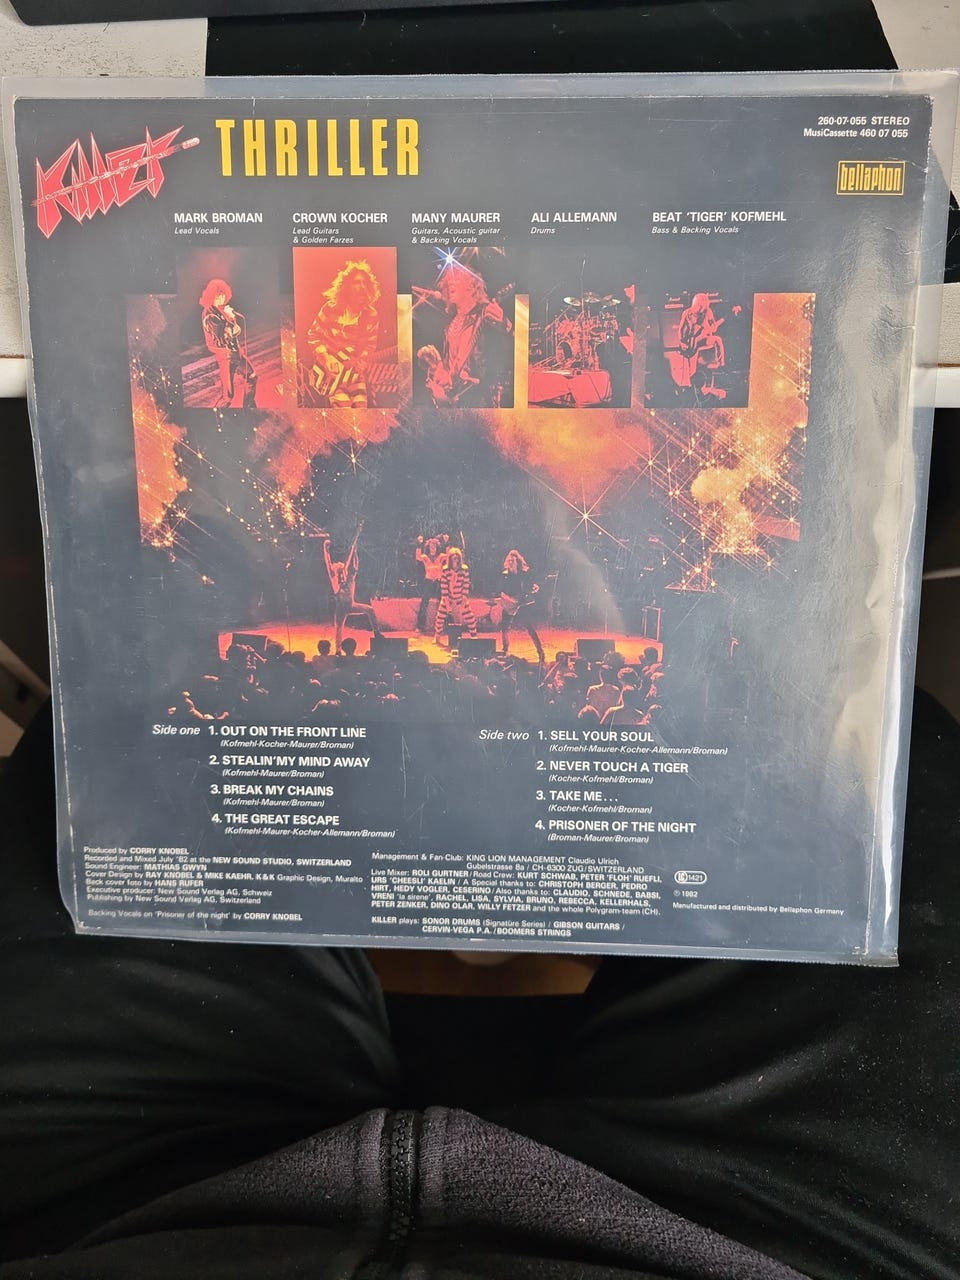 KILLER
THRILLER
260·07·055 STEREO
MusiCassette 460 07 055
bellaphon
MARK BROMAN
Lead Vocals
CROWN KOCHER
Lead Guitars
& Golden Farzes
MANY MAURER
Guitars, Acoustic guitar
& Backing Vocals
ALI ALLEMANN
Drums
BEAT ‘TIGER’ KOFMEHL
Bass & Backing Vocals
Side one 1. OUT ON THE FRONT LINE
(Kofmehl-Kocher-Maurer/Broman)
2. STEALIN’MY MIND AWAY
(Kofmehl-Maurer/Broman)
3. BREAK MY CHAINS
(Kofmehl-Maurer/Broman)
4. THE GREAT ESCAPE
(Kofmehl-Maurer-Kocher-Allemann/Broman)
Side two 1. SELL YOUR SOUL
(Kofmehl-Maurer-Kocher-Allemann/Broman)
2. NEVER TOUCH A TIGER
(Kocher-Kofmehl/Broman)
3. TAKE ME...
(Kocher-Kofmehl/Broman)
4. PRISONER OF THE NIGHT
(Broman-Maurer/Broman)
Produced by CORRY KNOBEL
Recorded and Mixed July ’82 at the NEW SOUND STUDIO, SWITZERLAND
Sound Engineer: MATHIAS GWYN
Cover Design by RAY KNOBEL & MIKE KAEHR. K&K Graphic Design, Muralto
Back cover foto by HANS RUFER
Executive producer: New Sound Verlag AG, Schweiz
Publishing by New Sound Verlag AG, Switzerland
Backing Vocals on ‘Prisoner of the night’ by CORRY KNOBEL
Management & Fan-Club: KING LION MANAGEMENT Claudio Ulrich
Gubelstrasse 8a / CH-6300 ZUG/SWITZERLAND
Live Mixer: ROLI GURTNER/Road Crew: KURT SCHWAB, PETER ‘FLOH’ RUEFLI,
URS ‘CHEESLI’ KAELIN / A Special thanks to: CHRISTOPH BERGER, PEDRO
HIRT, HEDY VOGLER, CESERINO/Also thanks to: CLAUDIO, SCHNEDE, BABSI,
VRENI ‘la sirene’, RACHEL, LISA, SYLVIA, BRUNO, REBECCA, KELLERHALS,
PETER ZENKER, DINO OLAR, WILLY FETZER and the whole Polygram-team (CH).
KILLER plays: SONOR DRUMS (Signature Series) / GIBSON GUITARS /
CERVIN-VEGA P.A. / BOOMERS STRINGS
LC 1421
℗ 1982
Manufactured and distributed by Bellaphon Germany